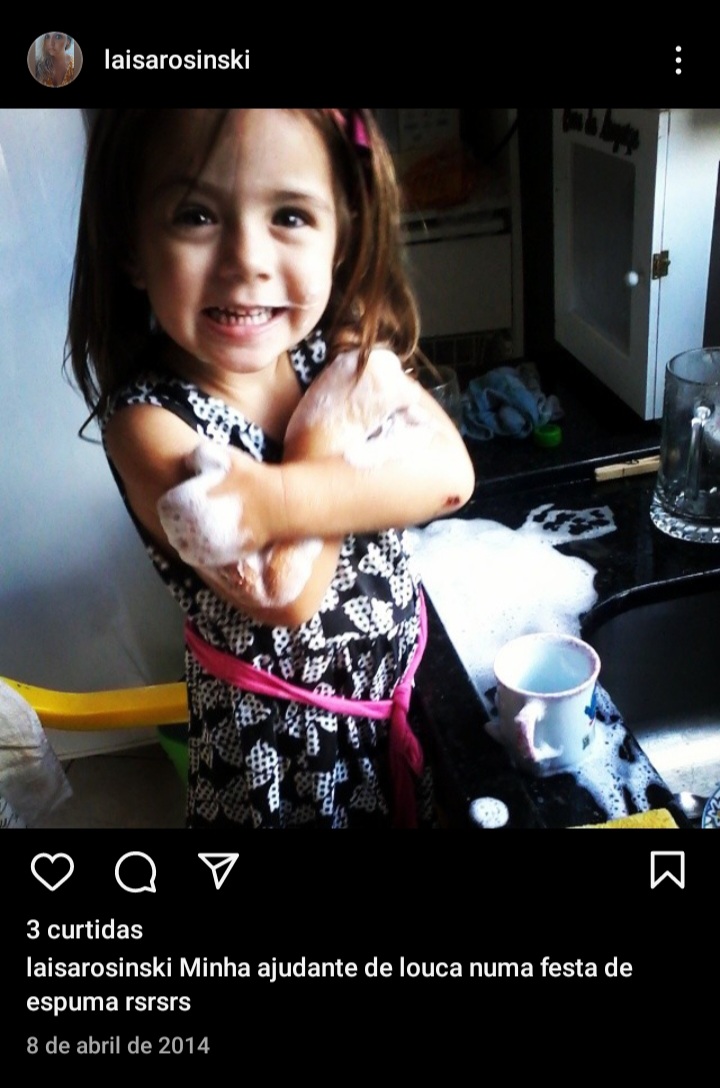 laisarosinski
3 curtidas
laisarosinski Minha ajudante de louca numa festa de
espuma rsrsrs
8 de abril de 2014